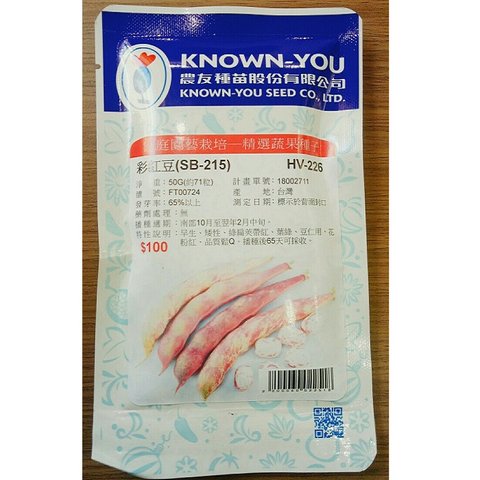 KNOWN-YOU
農友種苗股份有限公司
KNOWN-YOU SEED CO., LTD.
庭園藝栽培—精選蔬果種子
彩紅豆(SB-215) HV-226
淨 重:50G(約71粒) 計畫單號:18002711
號:FT00724 產 地:台灣
發芽率:65%以上 測定日期:標示於背面封口
藥劑處理:無
播種適期:南部10月至翌年2月中旬。
特性說明:早生、矮性、綠扁莢帶紅、葉綠、豆仁用、花
粉紅、品質鬆Q。播種後65天可採收。
$100